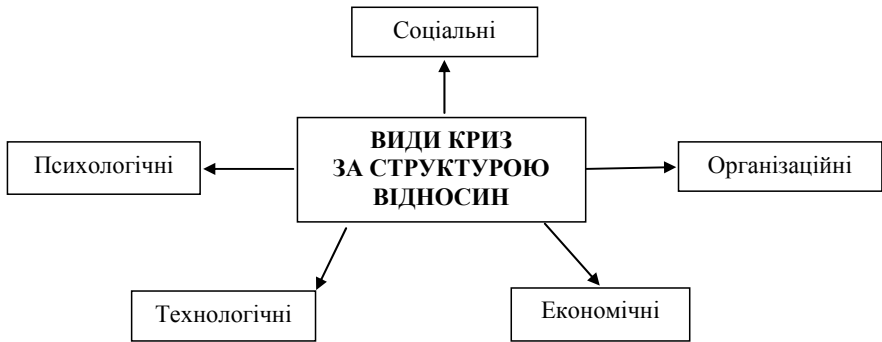 Соціальні
ВИДИ КРИЗ
ЗА СТРУКТУРОЮ
ВІДНОСИН
Психологічні
Організаційні
Технологічні
Економічні